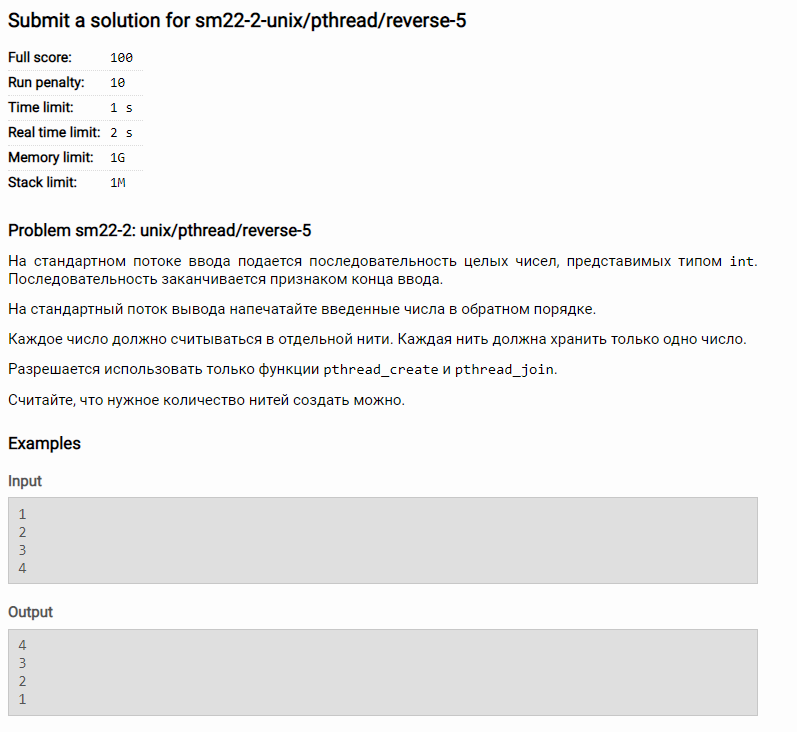 Submit a solution for sm22-2-unix/pthread/reverse-5
Full score: 100
Run penalty: 10
Time limit: 1 s
Real time limit: 2 s
Memory limit: 1G
Stack limit: 1M
Problem sm22-2: unix/pthread/reverse-5
На стандартном потоке ввода подается последовательность целых чисел, представимых типом int.
Последовательность заканчивается признаком конца ввода.
На стандартный поток вывода напечатайте введенные числа в обратном порядке.
Каждое число должно считываться в отдельной нити. Каждая нить должна хранить только одно число.
Разрешается использовать только функции pthread_create и pthread_join.
Считайте, что нужное количество нитей создать можно.
Examples
Input
1
2
3
4
Output
4
3
2
1